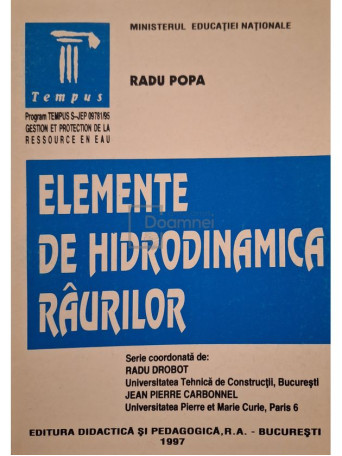 MINISTERUL EDUCAȚIEI NAȚIONALE
RADU POPA
Tempus
Program TEMPUS S-JEP 09781/95
GESTION ET PROTECTION DE LA
RESSOURCE EN EAU
ELEMENTE
DE HIDRODINAMICA
RÂURILOR
Doamnei
Serie coordonată de:
RADU DROBOT
Universitatea Tehnică de Construcții, București
JEAN PIERRE CARBONNEL
Universitatea Pierre et Marie Curie, Paris 6
EDITURA DIDACTICĂ ȘI PEDAGOGICĂ, R.A. - BUCUREȘTI
1997